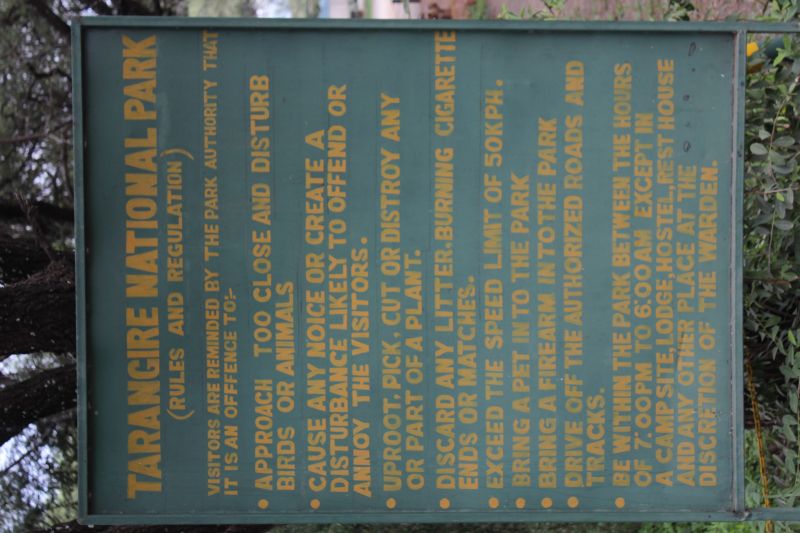 TARANGIRE NATIONAL PARK
(RULES AND REGULATION)
VISITORS ARE REMINDED BY THE PARK AUTHORITY THAT
IT IS AN OFFFENCE TO:-
• APPROACH TOO CLOSE AND DISTURB
BIRDS OR ANIMALS
• CAUSE ANY NOICE OR CREATE A
DISTURBANCE LIKELY TO OFFEND OR
ANNOY THE VISITORS.
• UPROOT, PICK, CUT OR DISTROY ANY
OR PART OF A PLANT.
• DISCARD ANY LITTER, BURNING CIGARETTE
ENDS OR MATCHES.
• EXCEED THE SPEED LIMIT OF 50KPH.
• BRING A PET IN TO THE PARK
• BRING A FIREARM IN TO THE PARK
• DRIVE OFF THE AUTHORIZED ROADS AND
TRACKS.
• BE WITHIN THE PARK BETWEEN THE HOURS
OF 7:00PM TO 6:00AM EXCEPT IN
A CAMP SITE, LODGE, HOSTEL, REST HOUSE
AND ANY OTHER PLACE AT THE
DISCRETION OF THE WARDEN.